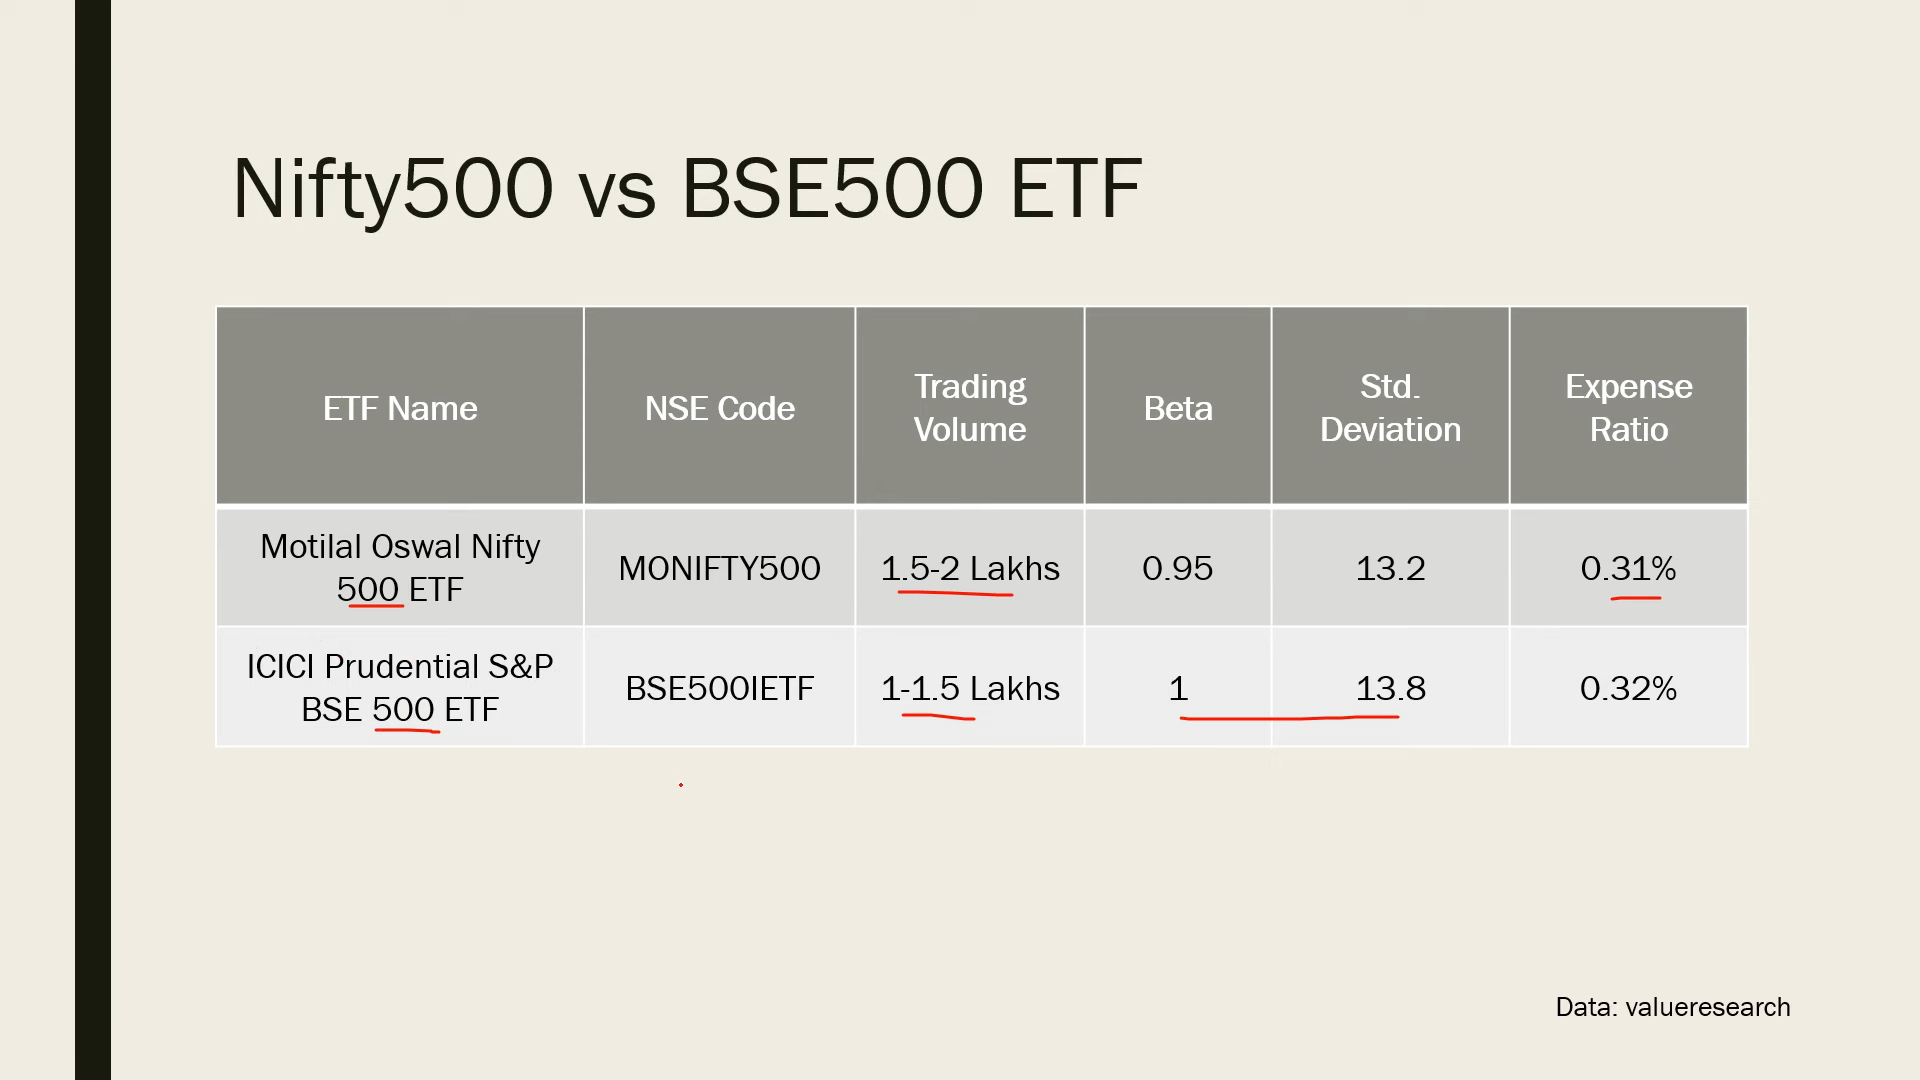 Nifty500 vs BSE500 ETF
ETF Name
NSE Code
Trading
Volume
Beta
Std.
Deviation
Expense
Ratio
Motilal Oswal Nifty
500 ETF
MONIFTY500
1.5-2 Lakhs
0.95
13.2
0.31%
ICICI Prudential S&P
BSE 500 ETF
BSE500IETF
1-1.5 Lakhs
1
13.8
0.32%
Data: valueresearch